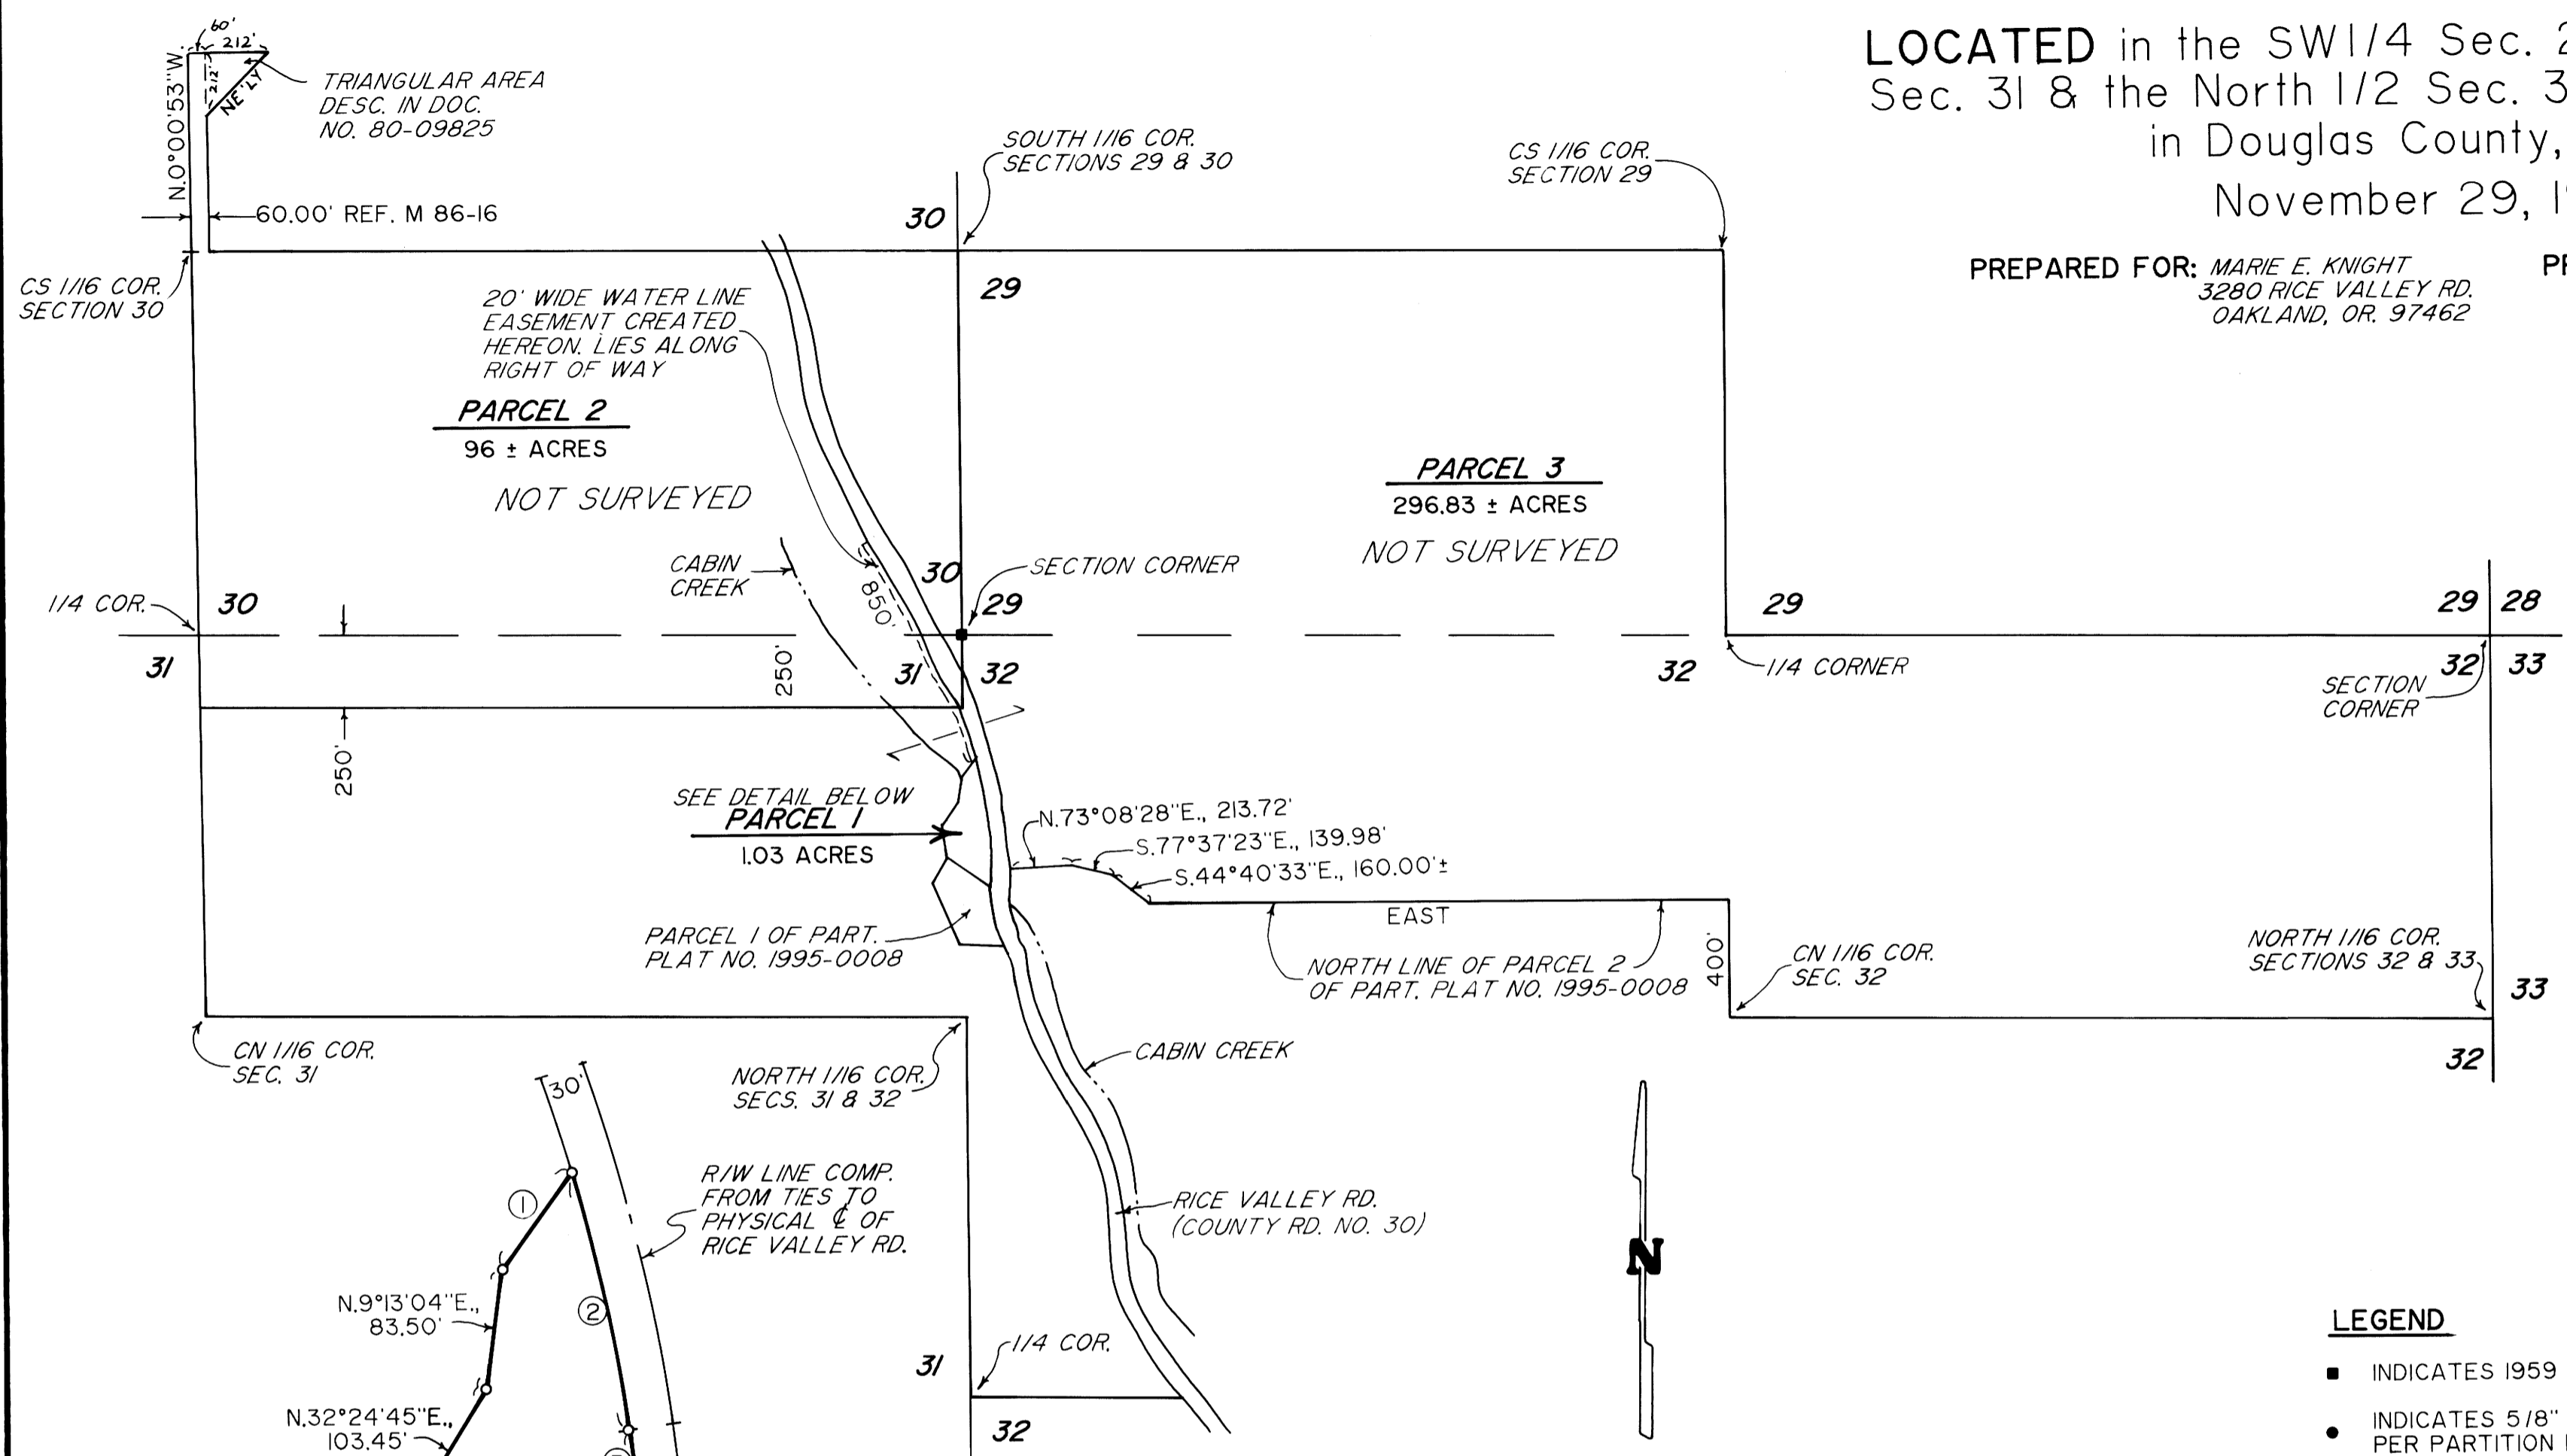 LOCATED in the SW1/4 Sec. 2
Sec. 31 & the North 1/2 Sec. 3
in Douglas County,
November 29, 1
PREPARED FOR: MARIE E. KNIGHT
3280 RICE VALLEY RD.
OAKLAND, OR. 97462
60'
212'
212'
NE'LY
N.0°00'53"W.
TRIANGULAR AREA
DESC. IN DOC.
NO. 80-09825
60.00' REF. M 86-16
CS 1/16 COR.
SECTION 30
SOUTH 1/16 COR.
SECTIONS 29 & 30
CS 1/16 COR.
SECTION 29
30
29
20' WIDE WATER LINE
EASEMENT CREATED
HEREON. LIES ALONG
RIGHT OF WAY
PARCEL 2
96 ± ACRES
NOT SURVEYED
PARCEL 3
296.83 ± ACRES
NOT SURVEYED
CABIN
CREEK
850'
30
29
SECTION CORNER
1/4 COR.
30
31
250'
250'
31
32
29
32
1/4 CORNER
29
28
32
33
SECTION
CORNER
SEE DETAIL BELOW
PARCEL 1
1.03 ACRES
N.73°08'28"E., 213.72'
S.77°37'23"E., 139.98'
S.44°40'33"E., 160.00'±
EAST
PARCEL 1 OF PART.
PLAT NO. 1995-0008
NORTH LINE OF PARCEL 2
OF PART. PLAT NO. 1995-0008
400'
CN 1/16 COR.
SEC. 32
NORTH 1/16 COR.
SECTIONS 32 & 33
33
32
CN 1/16 COR.
SEC. 31
NORTH 1/16 COR.
SECS. 31 & 32
CABIN CREEK
30'
R/W LINE COMP.
FROM TIES TO
PHYSICAL ℄ OF
RICE VALLEY RD.
RICE VALLEY RD.
(COUNTY RD. NO. 30)
N
1
2
N.9°13'04"E.,
83.50'
N.32°24'45"E.,
103.45'
31
1/4 COR.
32
LEGEND
INDICATES 1959
INDICATES 5/8"
PER PARTITION